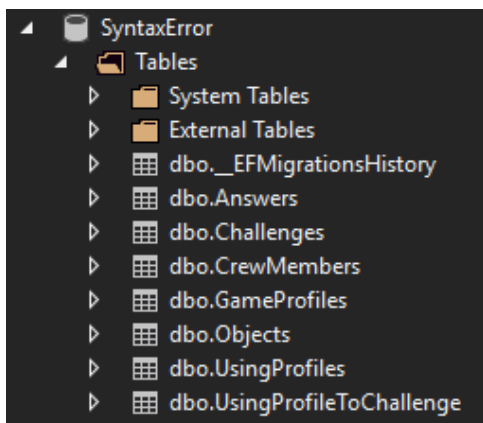 SyntaxError
Tables
System Tables
External Tables
dbo.__EFMigrationsHistory
dbo.Answers
dbo.Challenges
dbo.CrewMembers
dbo.GameProfiles
dbo.Objects
dbo.UsingProfiles
dbo.UsingProfileToChallenge